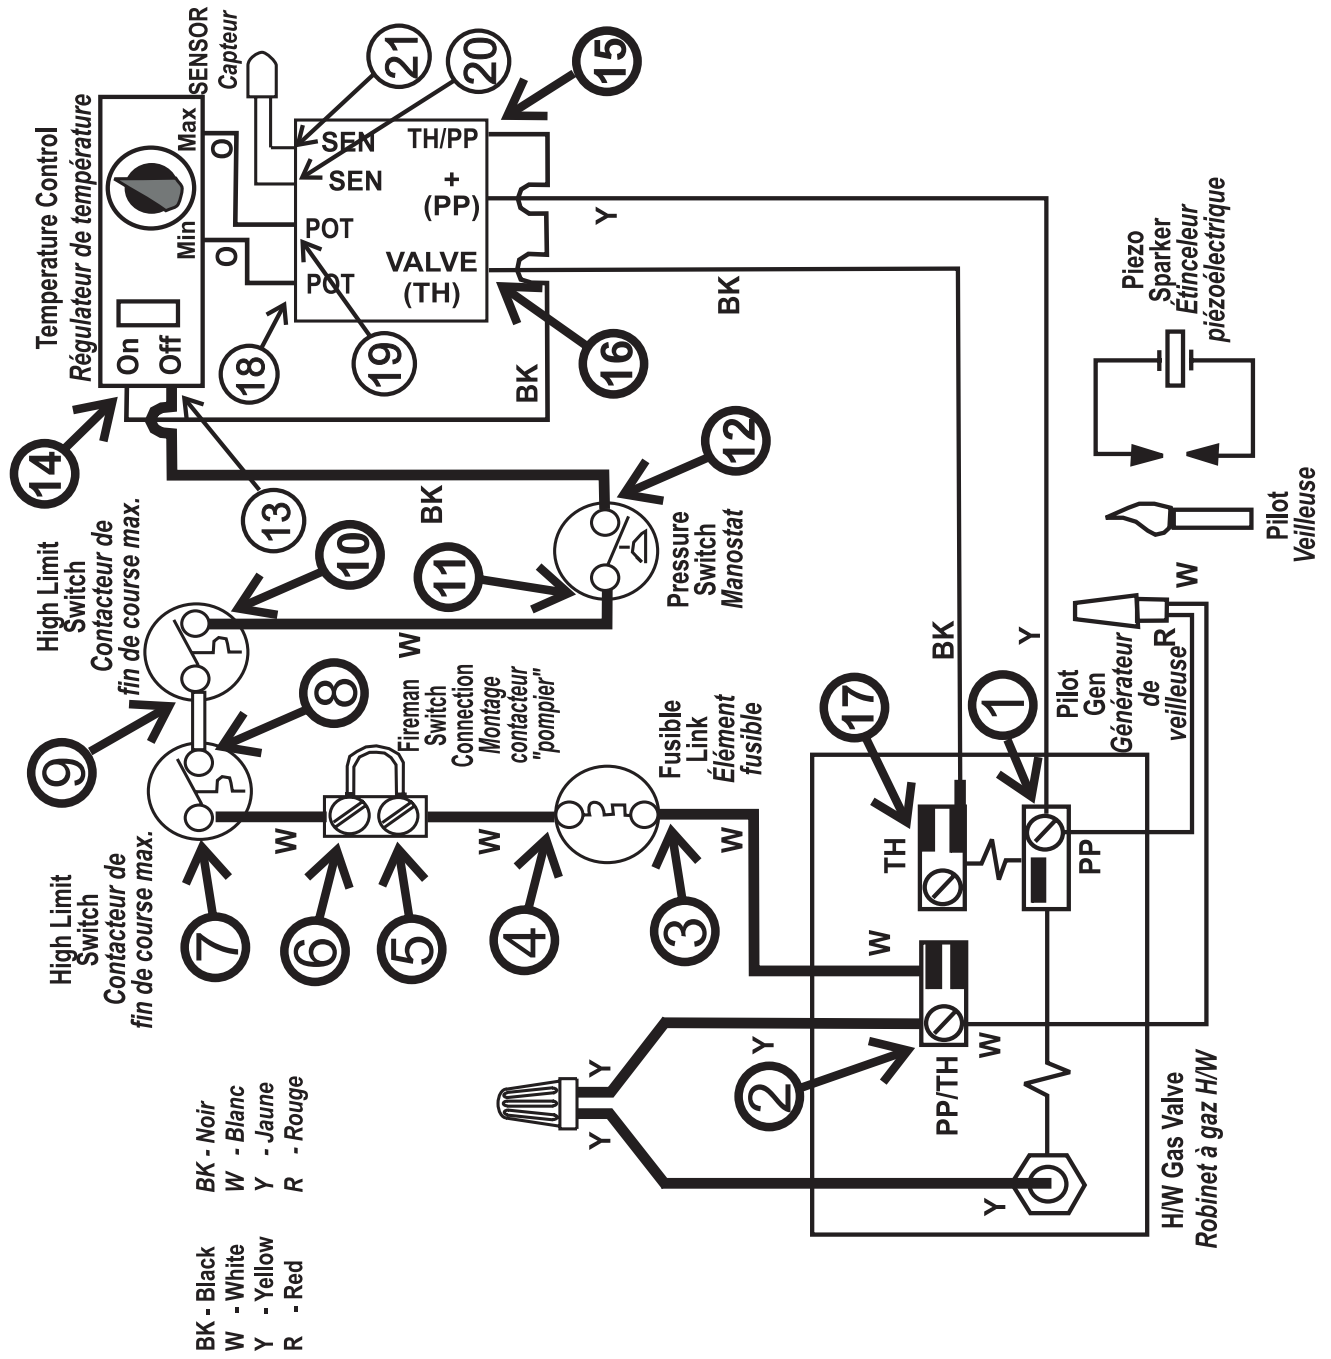 Temperature Control
Régulateur de température
On
Off
Min
Max
O
O
SENSOR
Capteur
SEN
SEN
POT
POT
TH/PP
+
(PP)
VALVE
(TH)
21
20
15
14
13
18
19
16
BK
BK
BK
Y
High Limit
Switch
Contacteur de
fin de course max.
10
9
8
11
12
W
Pressure
Switch
Manostat
High Limit
Switch
Contacteur de
fin de course max.
7
6
5
4
3
W
W
W
W
Fireman
Switch
Connection
Montage
contacteur
"pompier"
Fusible
Link
Élément
fusible
BK
Y
17
1
TH
PP
2
PP/TH
W
Y
Y
Y
Y
H/W Gas Valve
Robinet à gaz H/W
Pilot
Gen
Générateur
de
veilleuse
R
W
Pilot
Veilleuse
Piezo
Sparker
Étinceleur
piézoélectrique
BK - Black
W - White
Y - Yellow
R - Red
BK - Noir
W - Blanc
Y - Jaune
R - Rouge